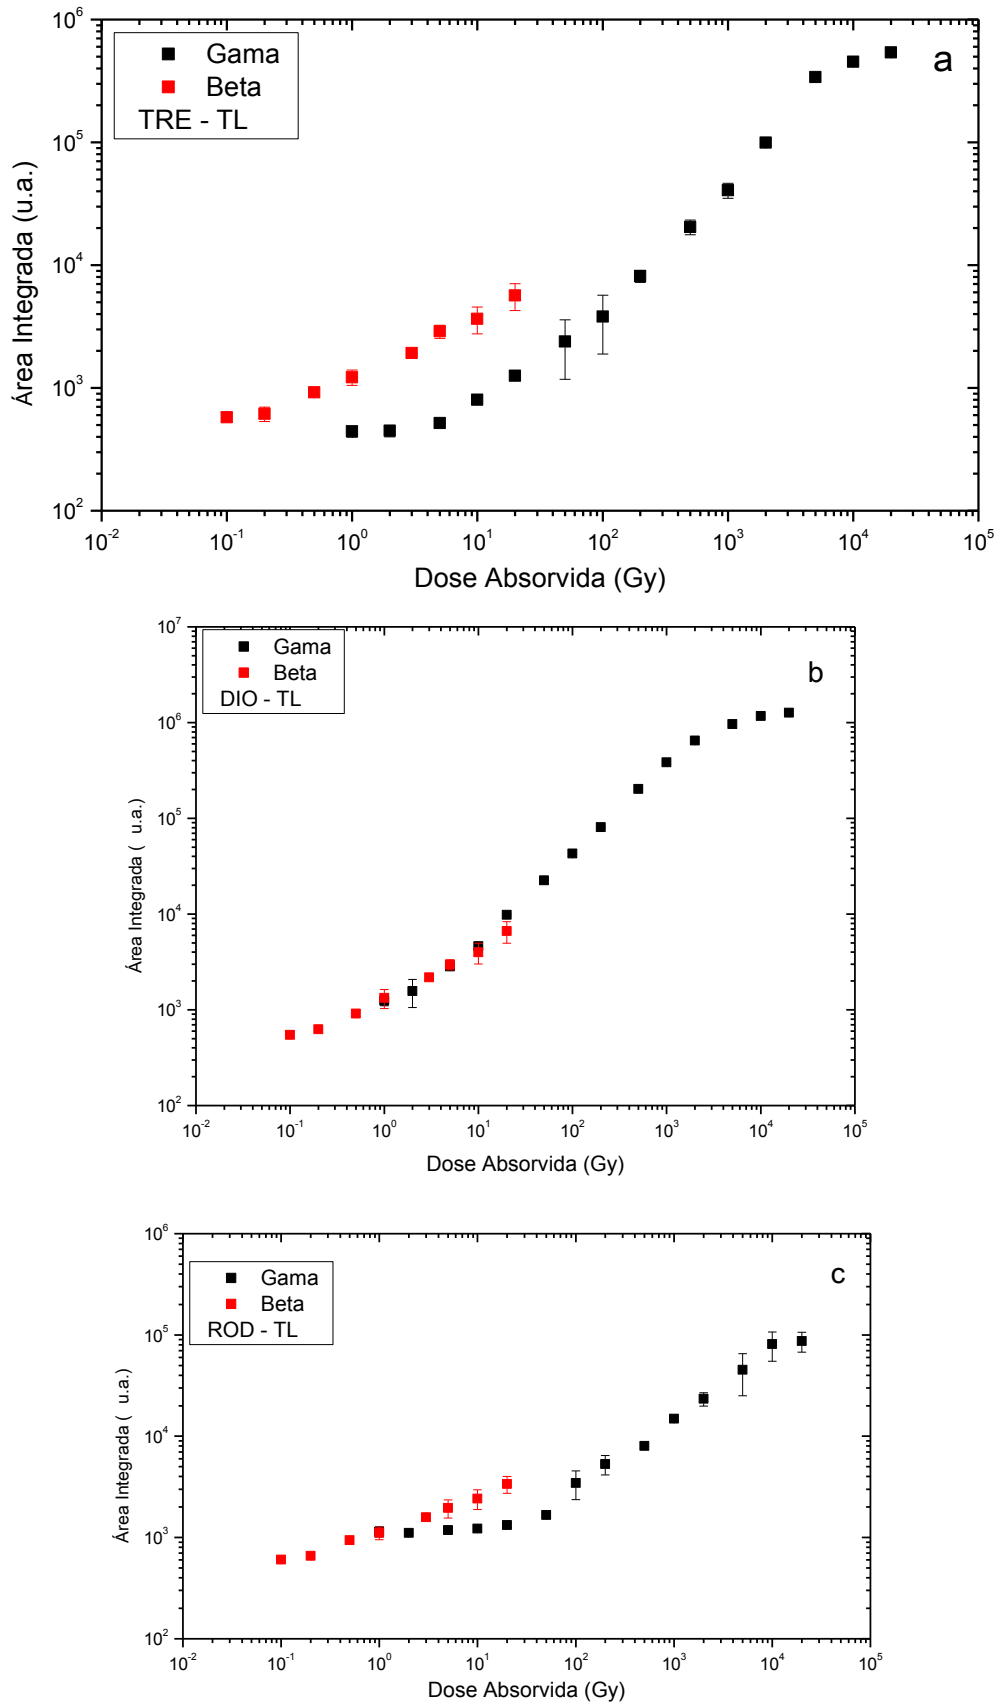 10^6
10^5
10^4
10^3
10^2
Área Integrada (u.a.)
Gama
Beta
TRE - TL
a
10^-2
10^-1
10^0
10^1
10^2
10^3
10^4
10^5
Dose Absorvida (Gy)
10^7
10^6
10^5
10^4
10^3
10^2
Área Integrada ( u.a.)
Gama
Beta
DIO - TL
b
10^-2
10^-1
10^0
10^1
10^2
10^3
10^4
10^5
Dose Absorvida (Gy)
10^6
10^5
10^4
10^3
10^2
Área Integrada ( u.a.)
Gama
Beta
ROD - TL
c
10^-2
10^-1
10^0
10^1
10^2
10^3
10^4
10^5
Dose Absorvida (Gy)